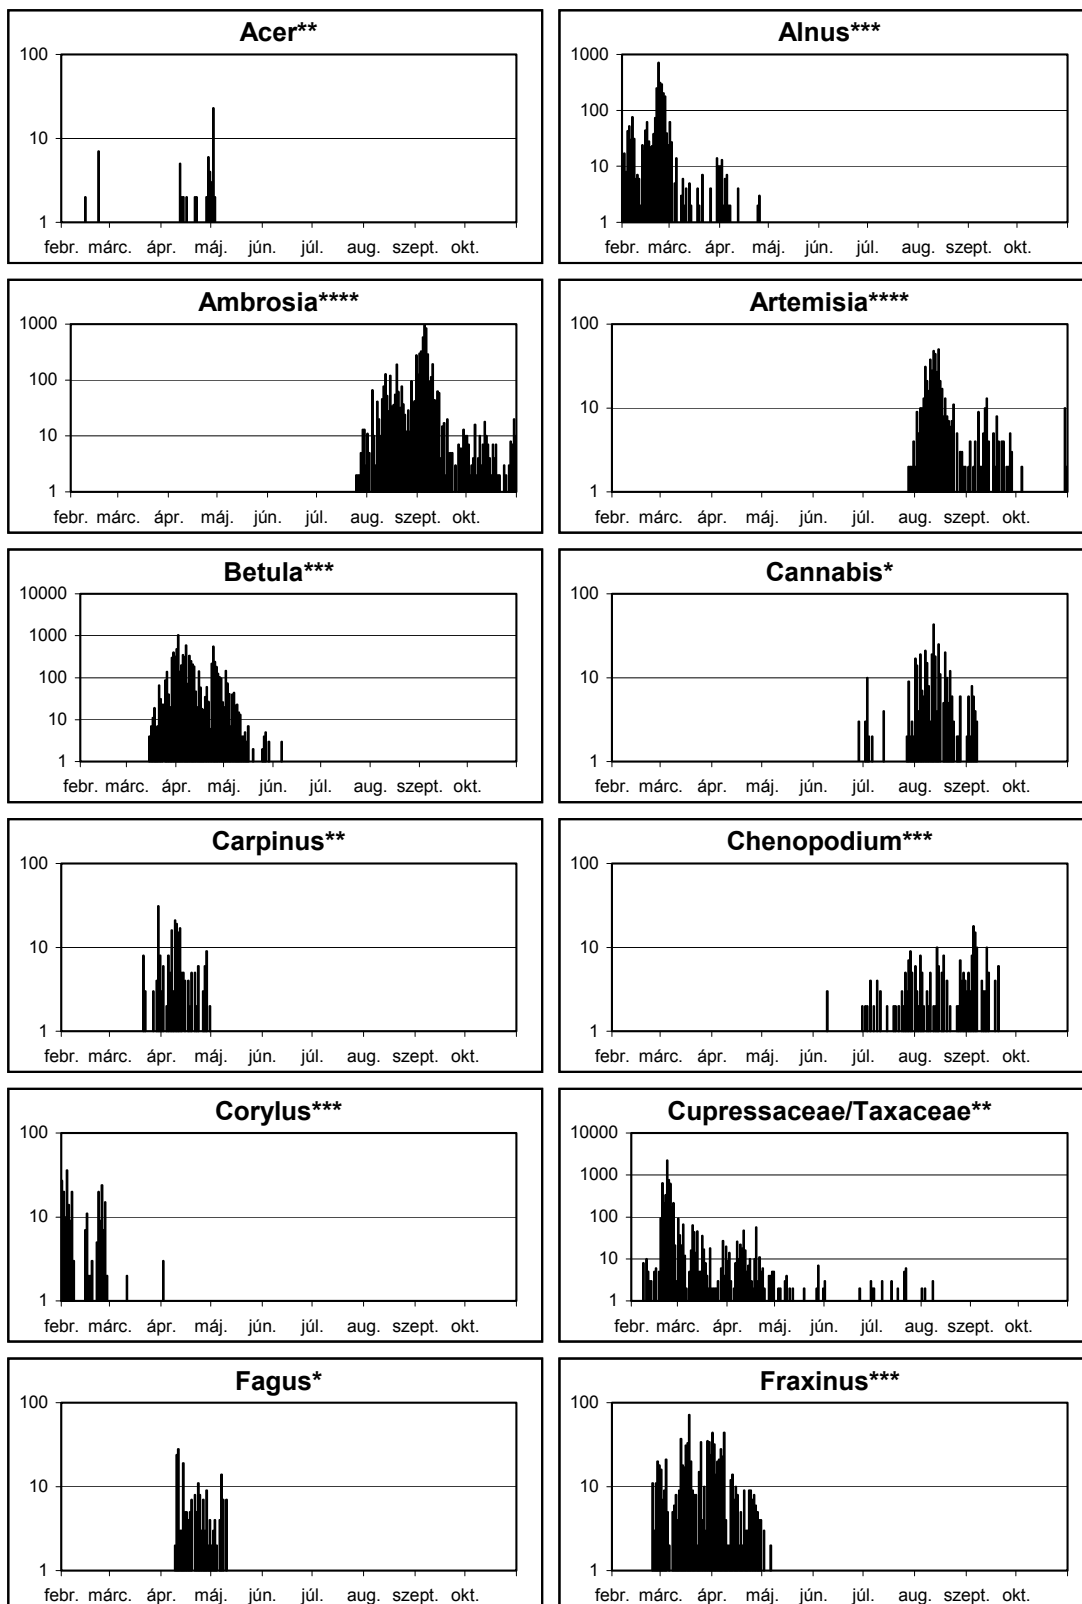 Acer**
100
10
1
febr. márc. ápr. máj. jún. júl. aug. szept. okt.
Alnus***
1000
100
10
1
febr. márc. ápr. máj. jún. júl. aug. szept. okt.
Ambrosia****
1000
100
10
1
febr. márc. ápr. máj. jún. júl. aug. szept. okt.
Artemisia****
100
10
1
febr. márc. ápr. máj. jún. júl. aug. szept. okt.
Betula***
10000
1000
100
10
1
febr. márc. ápr. máj. jún. júl. aug. szept. okt.
Cannabis*
100
10
1
febr. márc. ápr. máj. jún. júl. aug. szept. okt.
Carpinus**
100
10
1
febr. márc. ápr. máj. jún. júl. aug. szept. okt.
Chenopodium***
100
10
1
febr. márc. ápr. máj. jún. júl. aug. szept. okt.
Corylus***
100
10
1
febr. márc. ápr. máj. jún. júl. aug. szept. okt.
Cupressaceae/Taxaceae**
10000
1000
100
10
1
febr. márc. ápr. máj. jún. júl. aug. szept. okt.
Fagus*
100
10
1
febr. márc. ápr. máj. jún. júl. aug. szept. okt.
Fraxinus***
100
10
1
febr. márc. ápr. máj. jún. júl. aug. szept. okt.